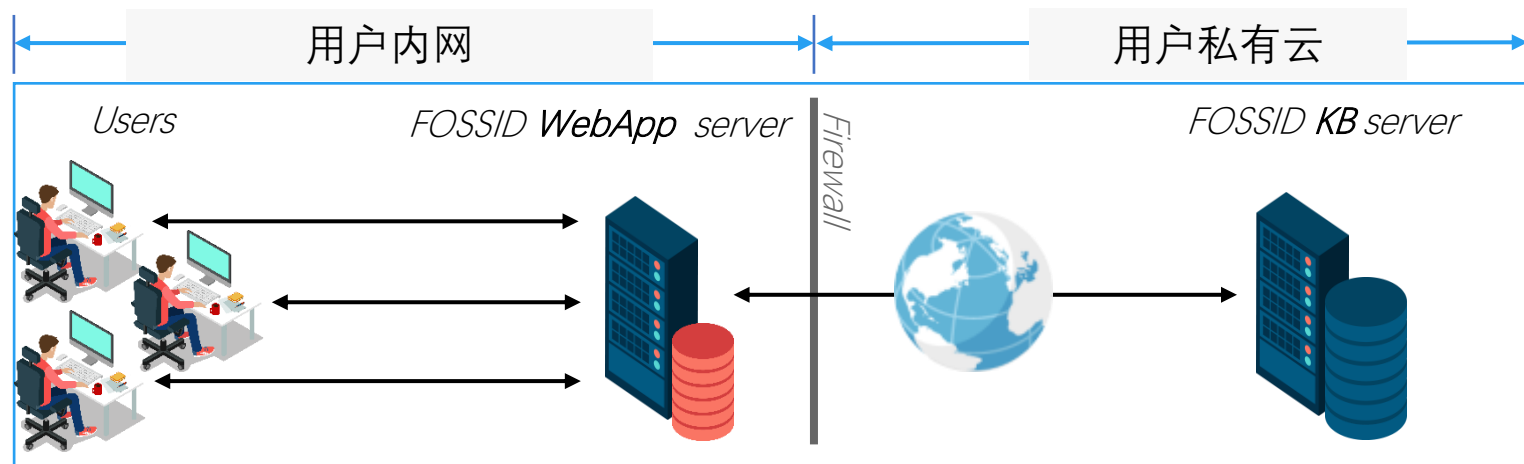 用户内网
用户私有云
Users
FOSSID WebApp server
Firewall
FOSSID KB server